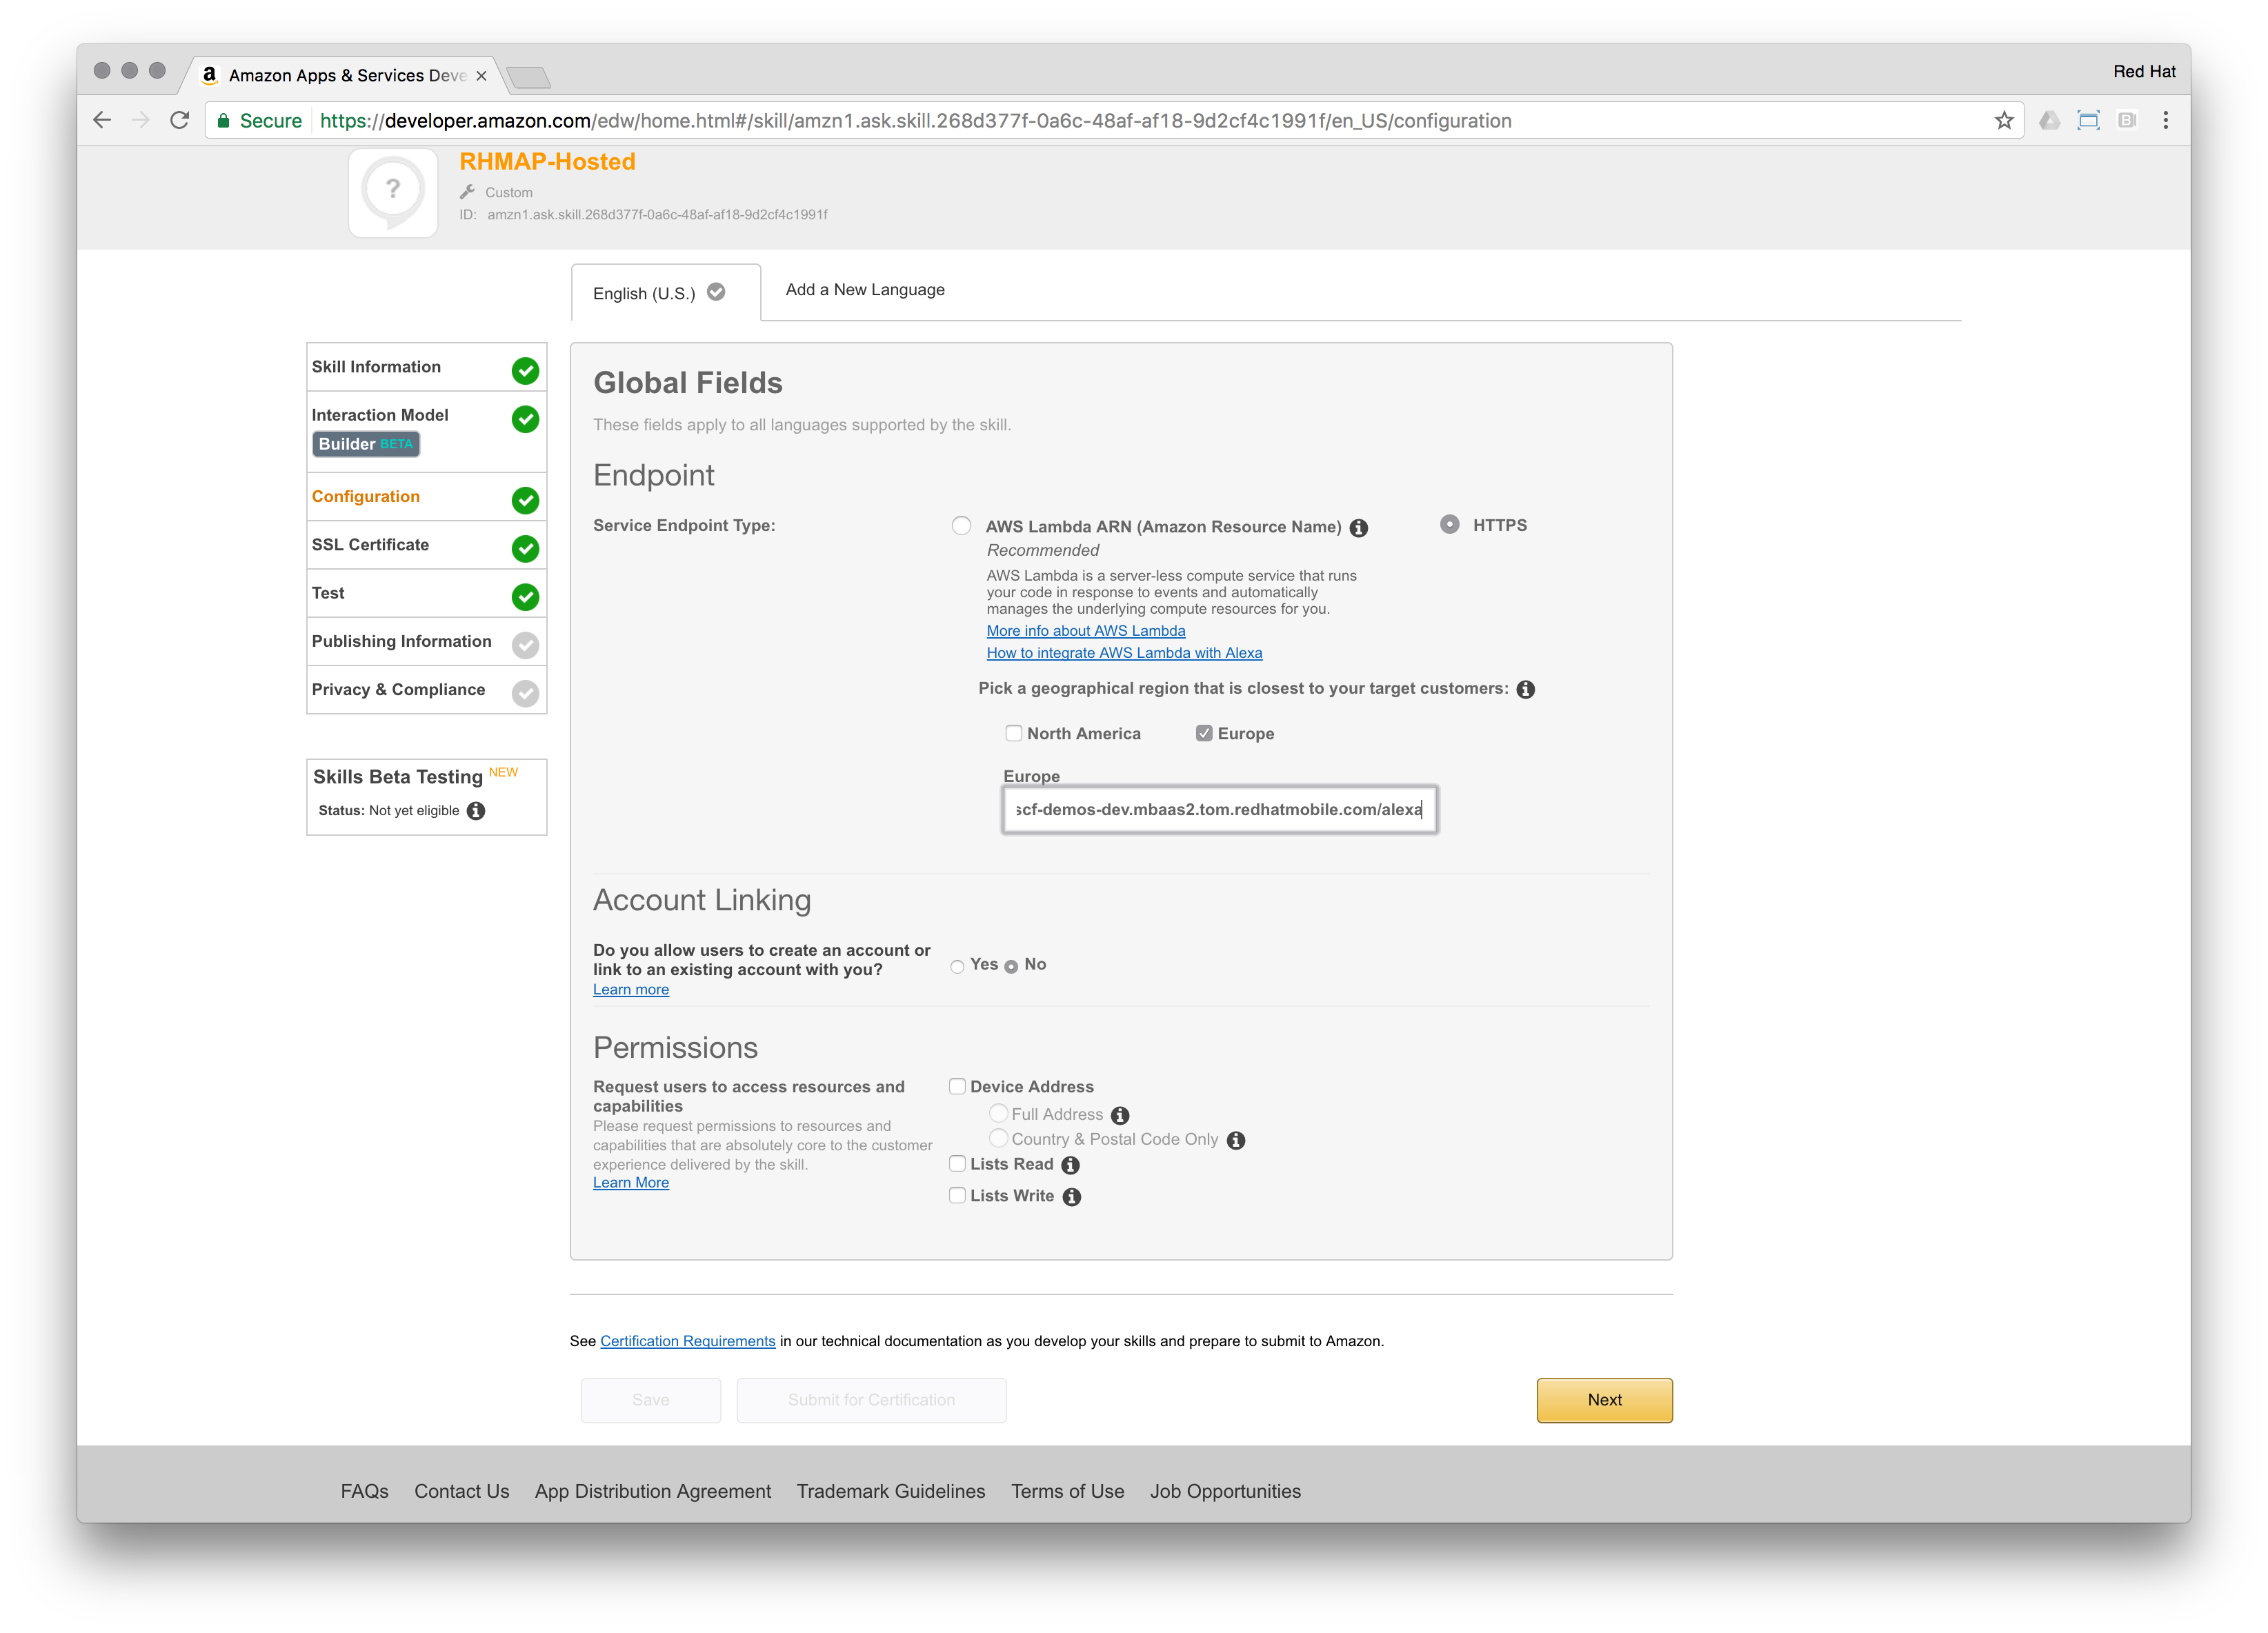 Amazon Apps & Services Deve
Red Hat
Secure https://developer.amazon.com/edw/home.html#/skill/amzn1.ask.skill.268d377f-0a6c-48af-af18-9d2cf4c1991f/en_US/configuration
RHMAP-Hosted
Custom
ID: amzn1.ask.skill.268d377f-0a6c-48af-af18-9d2cf4c1991f
English (U.S.)
Add a New Language
Skill Information
Interaction Model
Builder BETA
Configuration
SSL Certificate
Test
Publishing Information
Privacy & Compliance
Skills Beta Testing NEW
Status: Not yet eligible
Global Fields
These fields apply to all languages supported by the skill.
Endpoint
Service Endpoint Type:
AWS Lambda ARN (Amazon Resource Name)
HTTPS
Recommended
AWS Lambda is a server-less compute service that runs
your code in response to events and automatically
manages the underlying compute resources for you.
More info about AWS Lambda
How to integrate AWS Lambda with Alexa
Pick a geographical region that is closest to your target customers:
North America
Europe
Europe
scf-demos-dev.mbaas2.tom.redhatmobile.com/alexa
Account Linking
Do you allow users to create an account or
link to an existing account with you?
Yes
No
Learn more
Permissions
Request users to access resources and
capabilities
Please request permissions to resources and
capabilities that are absolutely core to the customer
experience delivered by the skill.
Learn More
Device Address
Full Address
Country & Postal Code Only
Lists Read
Lists Write
See Certification Requirements in our technical documentation as you develop your skills and prepare to submit to Amazon.
Save
Submit for Certification
Next
FAQs
Contact Us
App Distribution Agreement
Trademark Guidelines
Terms of Use
Job Opportunities